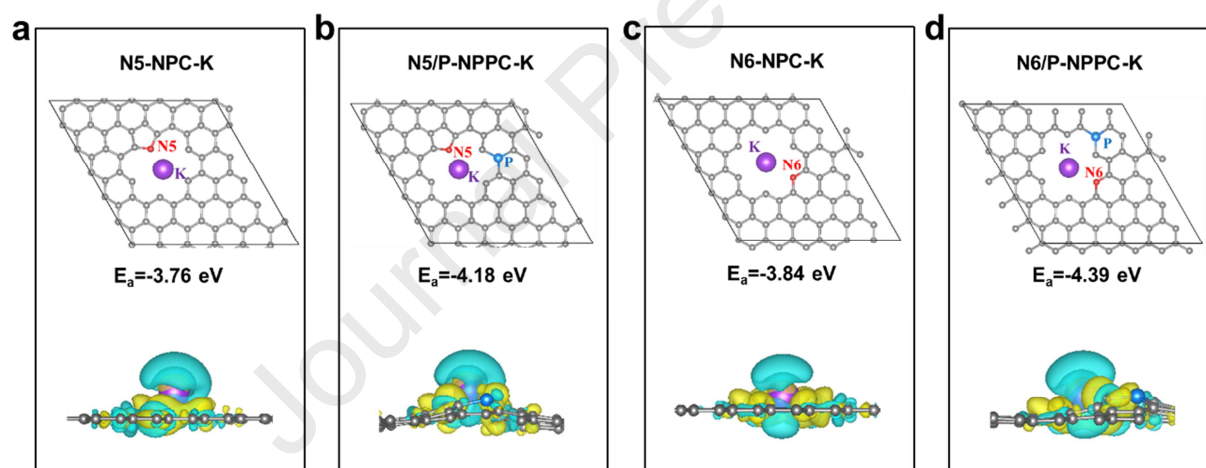 a
N5-NPC-K
N5
K
Ea=-3.76 eV
b
N5/P-NPPC-K
N5
P
K
Ea=-4.18 eV
c
N6-NPC-K
K
N6
Ea=-3.84 eV
d
N6/P-NPPC-K
P
K
N6
Ea=-4.39 eV
Journal Pre